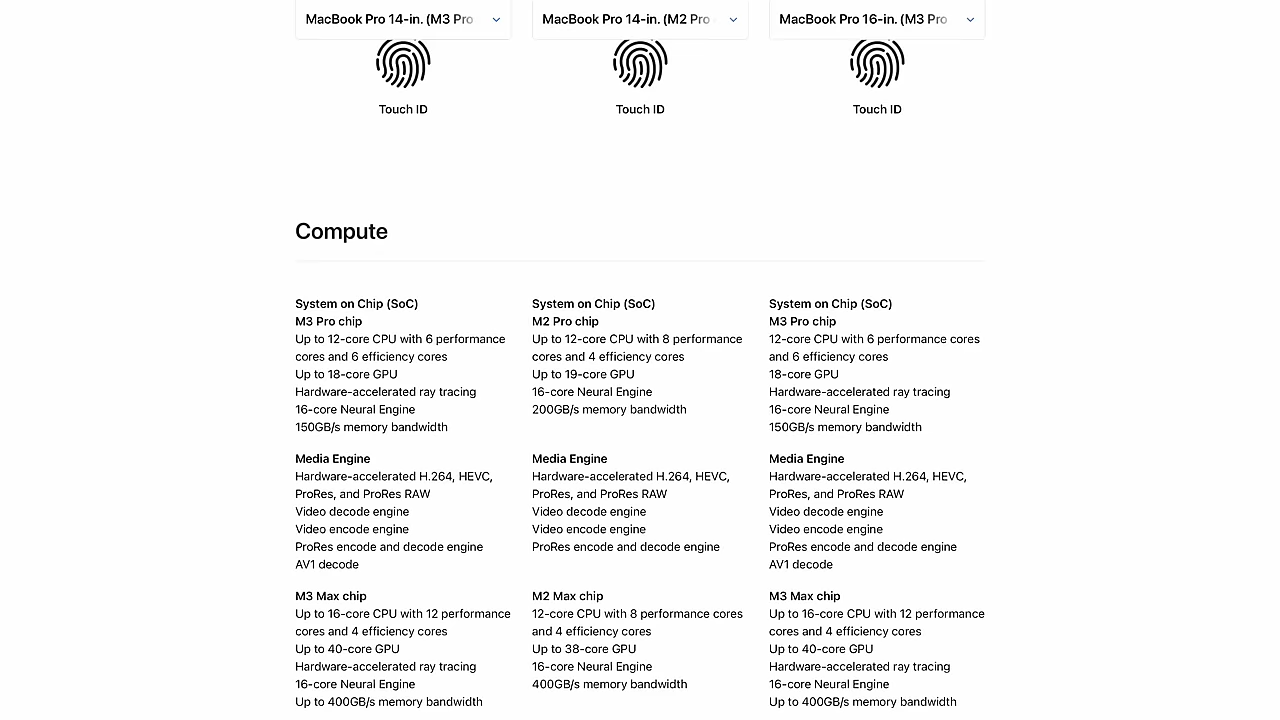 MacBook Pro 14-in. (M3 Pro
MacBook Pro 14-in. (M2 Pro
MacBook Pro 16-in. (M3 Pro
Touch ID
Touch ID
Touch ID
Compute
System on Chip (SoC)
M3 Pro chip
Up to 12-core CPU with 6 performance
cores and 6 efficiency cores
Up to 18-core GPU
Hardware-accelerated ray tracing
16-core Neural Engine
150GB/s memory bandwidth
Media Engine
Hardware-accelerated H.264, HEVC,
ProRes, and ProRes RAW
Video decode engine
Video encode engine
ProRes encode and decode engine
AV1 decode
M3 Max chip
Up to 16-core CPU with 12 performance
cores and 4 efficiency cores
Up to 40-core GPU
Hardware-accelerated ray tracing
16-core Neural Engine
Up to 400GB/s memory bandwidth
System on Chip (SoC)
M2 Pro chip
Up to 12-core CPU with 8 performance
cores and 4 efficiency cores
Up to 19-core GPU
16-core Neural Engine
200GB/s memory bandwidth
Media Engine
Hardware-accelerated H.264, HEVC,
ProRes, and ProRes RAW
Video decode engine
Video encode engine
ProRes encode and decode engine
M2 Max chip
12-core CPU with 8 performance cores
and 4 efficiency cores
Up to 38-core GPU
16-core Neural Engine
400GB/s memory bandwidth
System on Chip (SoC)
M3 Pro chip
12-core CPU with 6 performance cores
and 6 efficiency cores
18-core GPU
Hardware-accelerated ray tracing
16-core Neural Engine
150GB/s memory bandwidth
Media Engine
Hardware-accelerated H.264, HEVC,
ProRes, and ProRes RAW
Video decode engine
Video encode engine
ProRes encode and decode engine
AV1 decode
M3 Max chip
Up to 16-core CPU with 12 performance
cores and 4 efficiency cores
Up to 40-core GPU
Hardware-accelerated ray tracing
16-core Neural Engine
Up to 400GB/s memory bandwidth